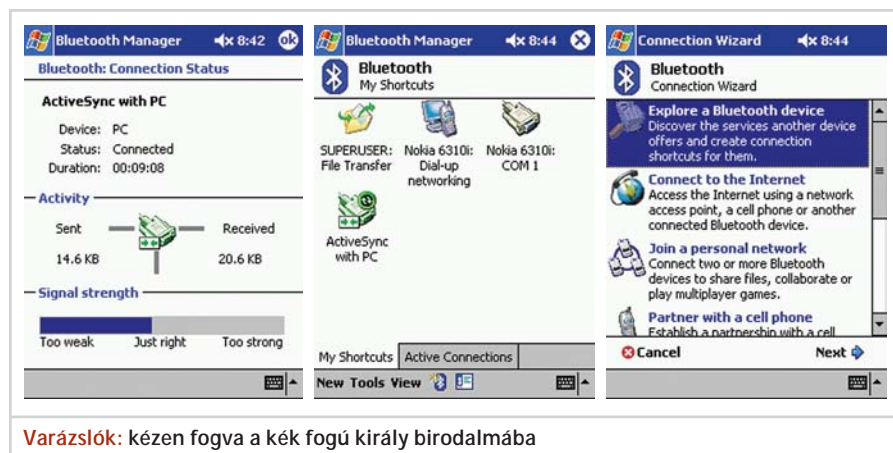 Bluetooth Manager 8:42 ok
Bluetooth: Connection Status
ActiveSync with PC
Device: PC
Status: Connected
Duration: 00:09:08
Activity
Sent Received
14.6 KB 20.6 KB
Signal strength
Too weak Just right Too strong
Bluetooth Manager 8:44
Bluetooth
My Shortcuts
SUPERUSER: File Transfer
Nokia 6310i: Dial-up networking
Nokia 6310i: COM 1
ActiveSync with PC
My Shortcuts Active Connections
New Tools View
Connection Wizard 8:44
Bluetooth
Connection Wizard
Explore a Bluetooth device
Discover the services another device
offers and create connection
shortcuts for them.
Connect to the Internet
Access the Internet using a network
access point, a cell phone or another
connected Bluetooth device.
Join a personal network
Connect two or more Bluetooth
devices to share files, collaborate or
play multiplayer games.
Partner with a cell phone
Establish a partnership with a cell
Cancel Next
Varázslók: kézen fogva a kék fogú király birodalmába